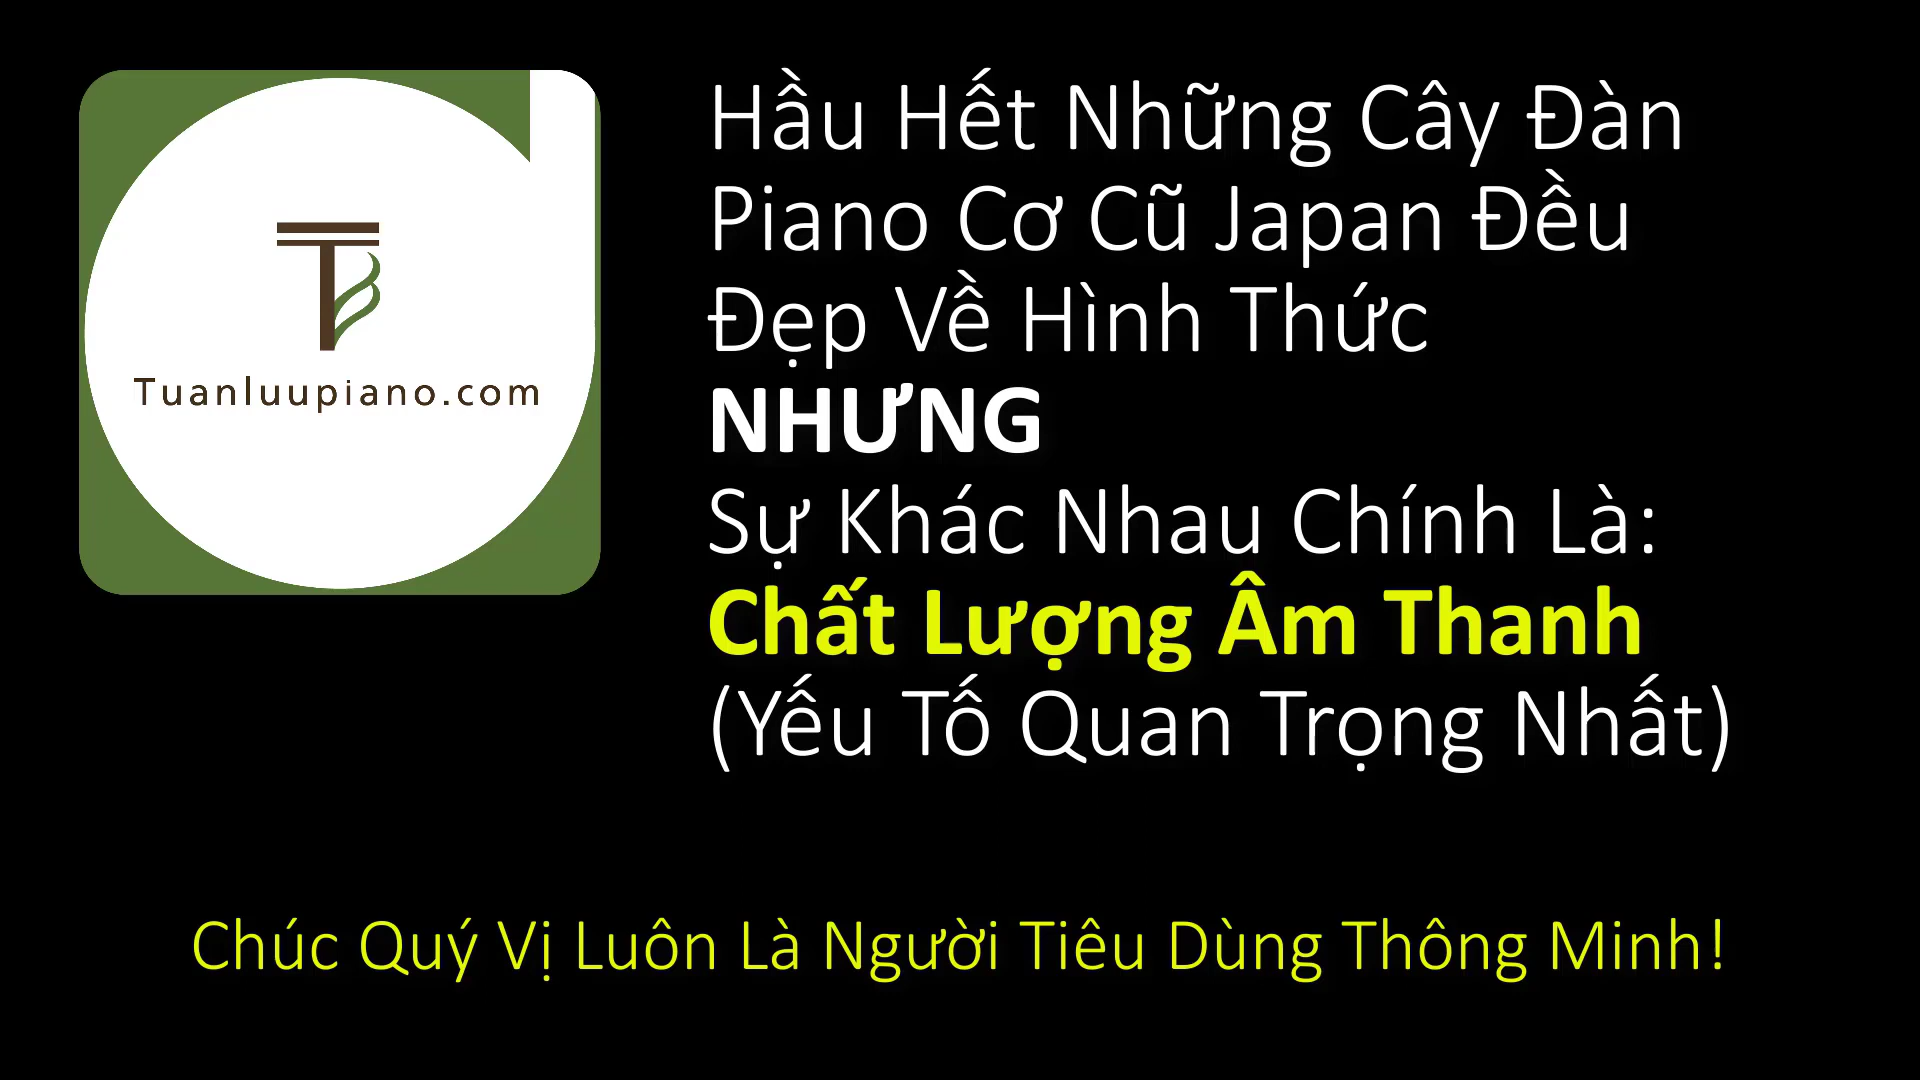 Tuanluupiano.com
Hầu Hết Những Cây Đàn
Piano Cơ Cũ Japan Đều
Đẹp Về Hình Thức
NHƯNG
Sự Khác Nhau Chính Là:
Chất Lượng Âm Thanh
(Yếu Tố Quan Trọng Nhất)
Chúc Quý Vị Luôn Là Người Tiêu Dùng Thông Minh!